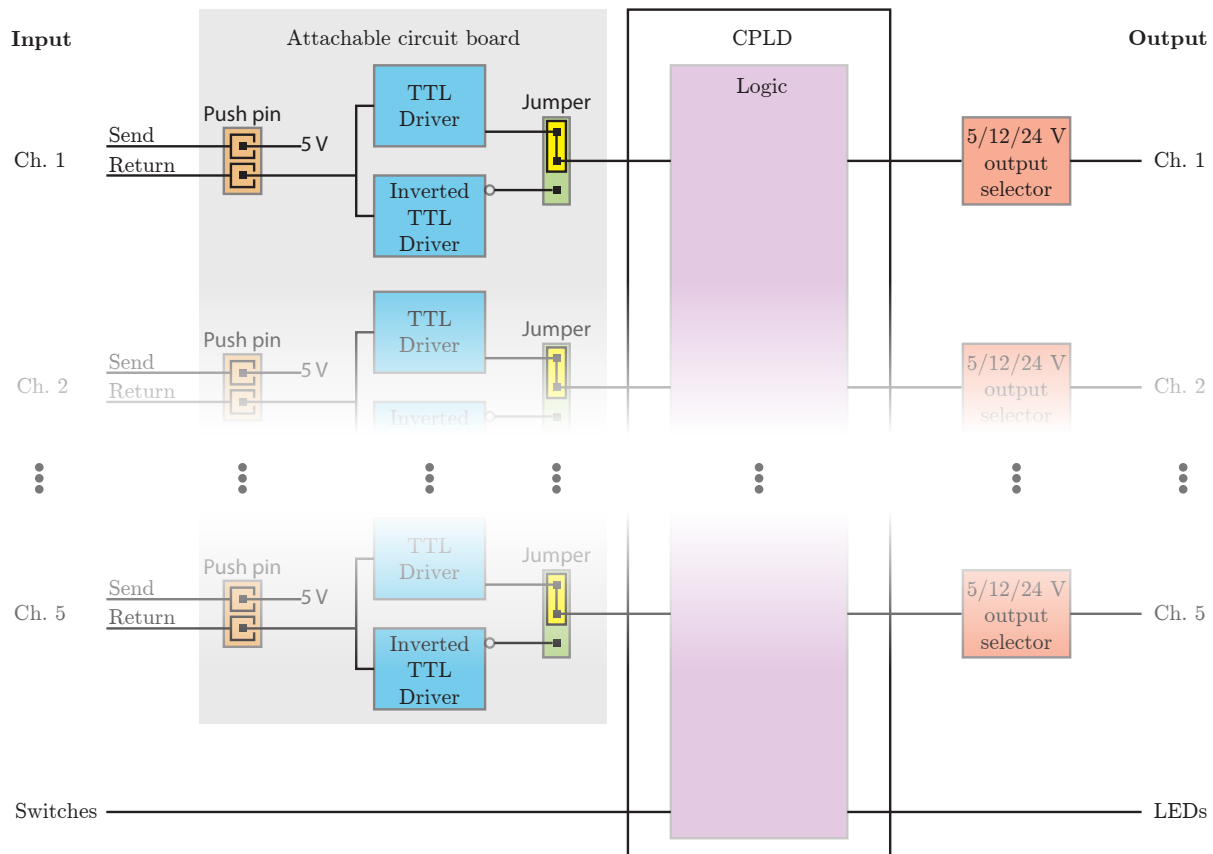 Input
Attachable circuit board
CPLD
Output
Logic
TTL
Driver
Jumper
Push pin
Send
5 V
Return
Ch. 1
Inverted
TTL
Driver
5/12/24 V
output
selector
Ch. 1
TTL
Driver
Jumper
Push pin
Send
5 V
Return
Ch. 2
Inverted
TTL
5/12/24 V
output
selector
Ch. 2
TTL
Driver
Jumper
Push pin
Send
5 V
Return
Ch. 5
Inverted
TTL
Driver
5/12/24 V
output
selector
Ch. 5
Switches
LEDs